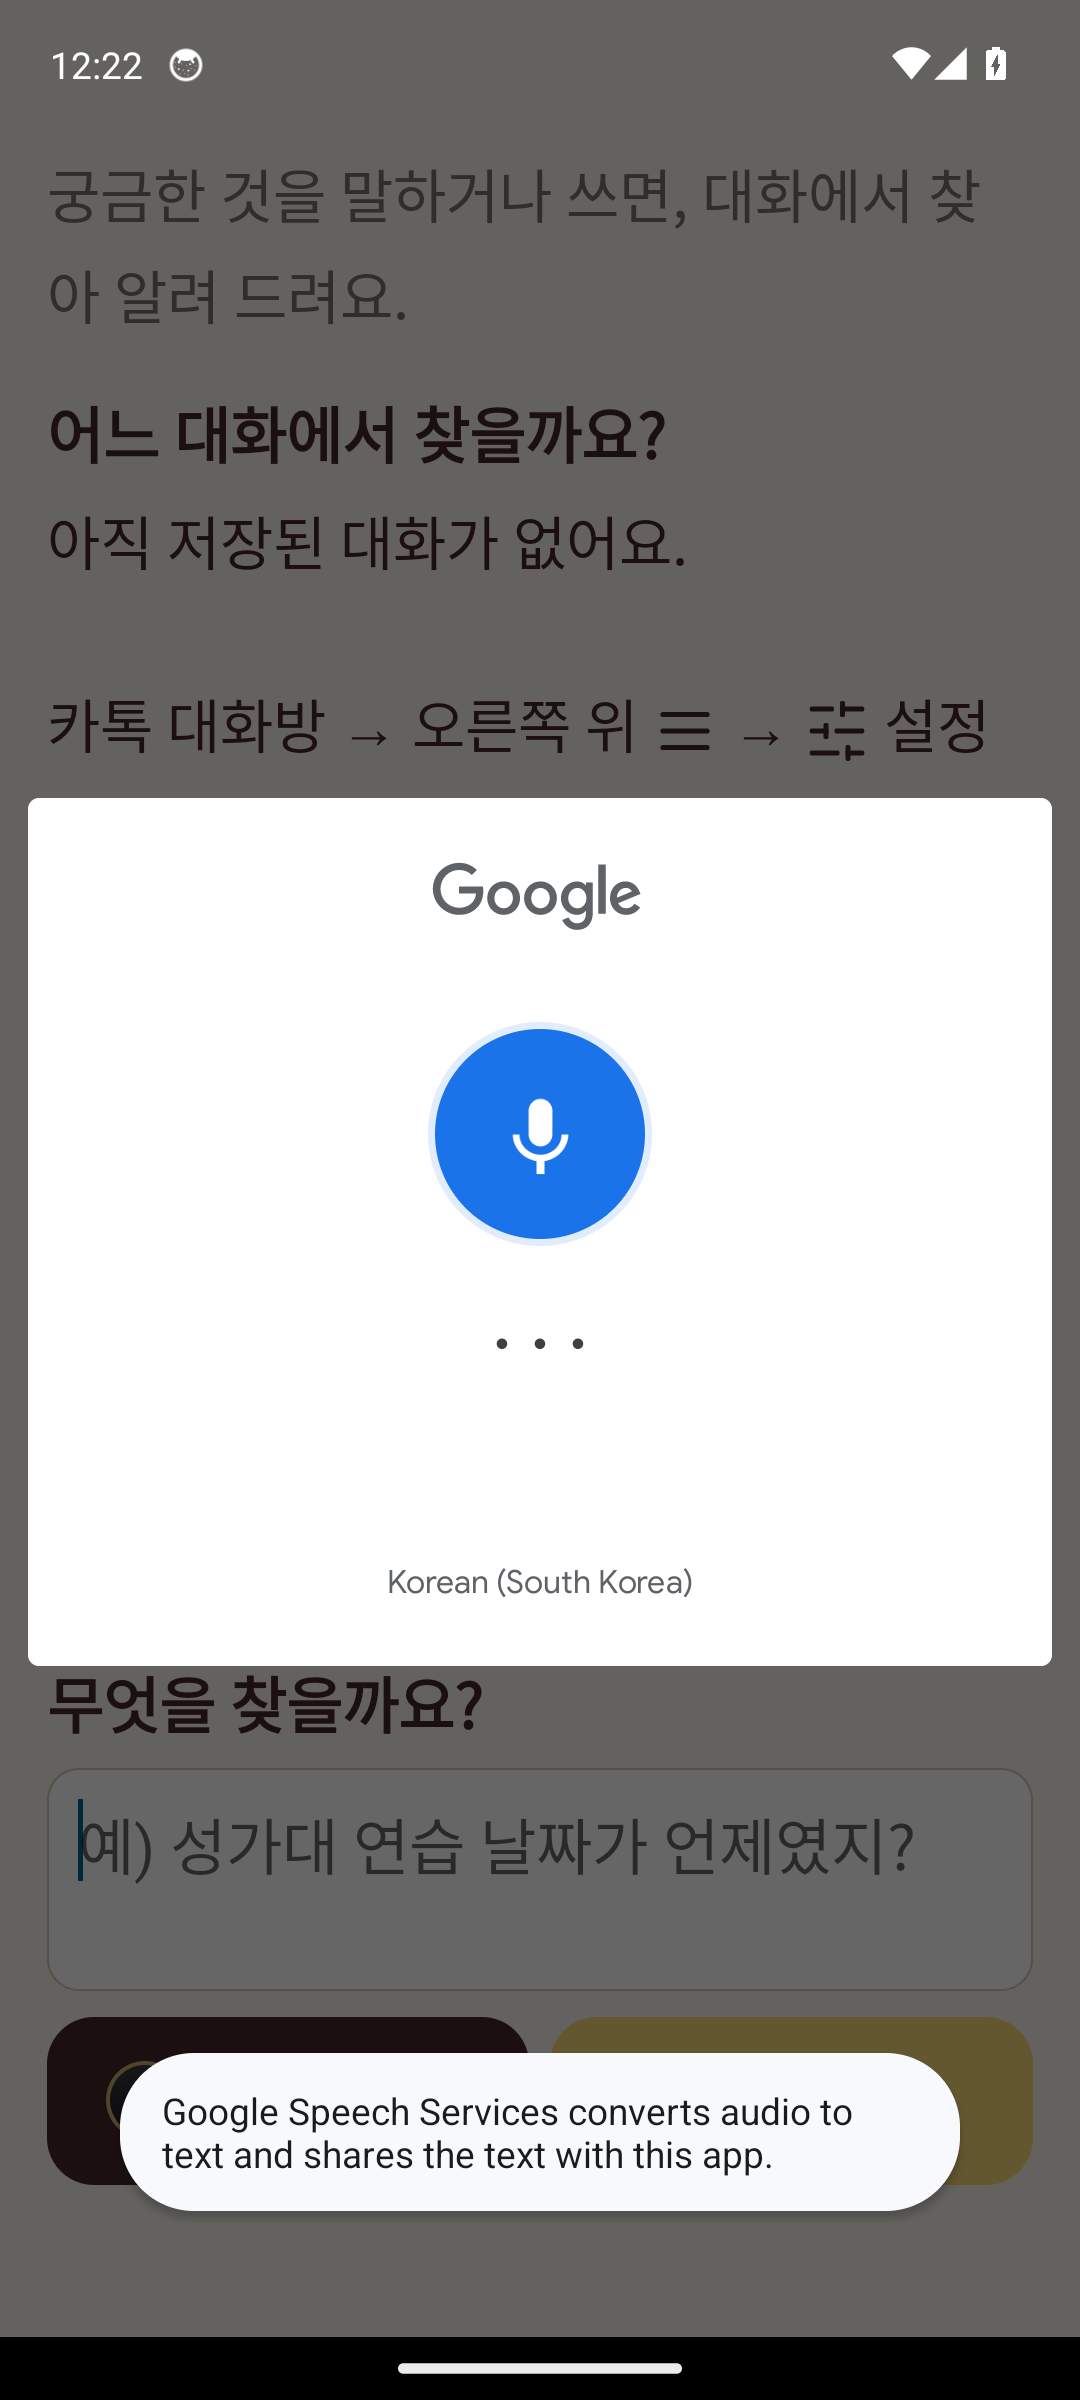 12:22
궁금한 것을 말하거나 쓰면, 대화에서 찾
아 알려 드려요.
어느 대화에서 찾을까요?
아직 저장된 대화가 없어요.
카톡 대화방 → 오른쪽 위 ☰ → 설정
Google
Korean (South Korea)
무엇을 찾을까요?
예) 성가대 연습 날짜가 언제였지?
Google Speech Services converts audio to
text and shares the text with this app.